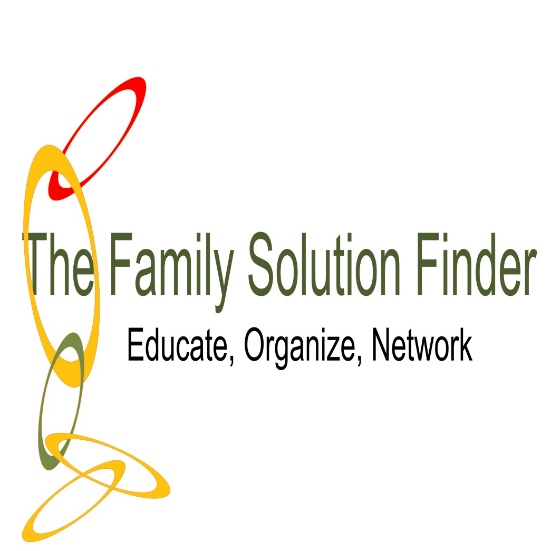 The Family Solution Finder
Educate, Organize, Network